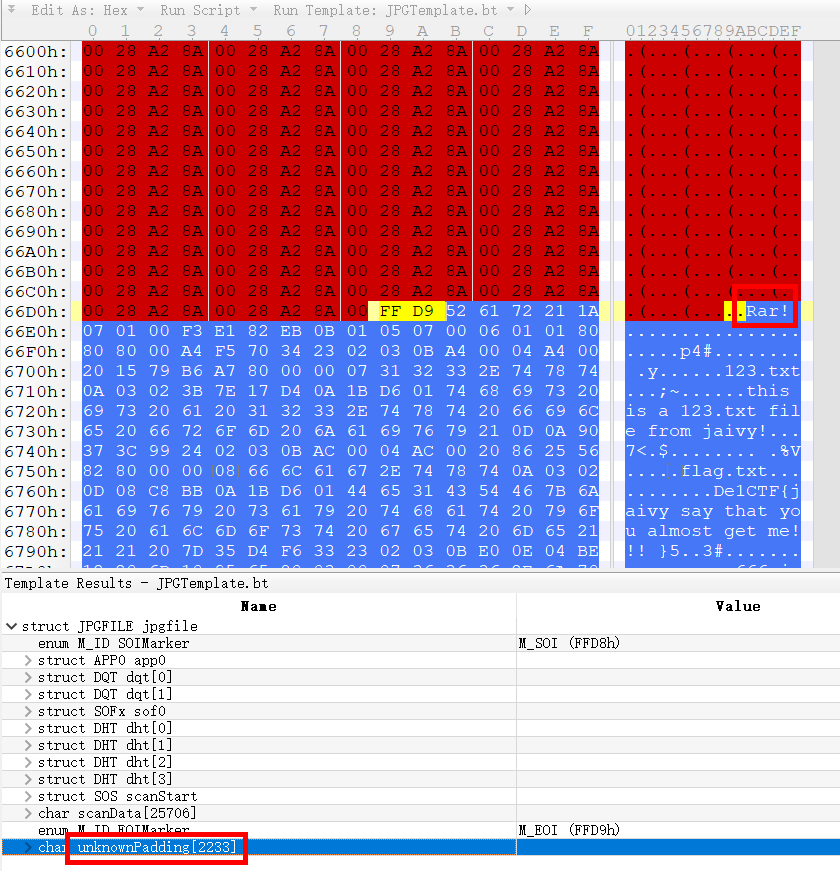 Edit As: Hex Run Script Run Template: JPGTemplate.bt
0 1 2 3 4 5 6 7 8 9 A B C D E F 0123456789ABCDEF
6600h: 00 28 A2 8A 00 28 A2 8A 00 28 A2 8A 00 28 A2 8A .(...(...(...(..
6610h: 00 28 A2 8A 00 28 A2 8A 00 28 A2 8A 00 28 A2 8A .(...(...(...(..
6620h: 00 28 A2 8A 00 28 A2 8A 00 28 A2 8A 00 28 A2 8A .(...(...(...(..
6630h: 00 28 A2 8A 00 28 A2 8A 00 28 A2 8A 00 28 A2 8A .(...(...(...(..
6640h: 00 28 A2 8A 00 28 A2 8A 00 28 A2 8A 00 28 A2 8A .(...(...(...(..
6650h: 00 28 A2 8A 00 28 A2 8A 00 28 A2 8A 00 28 A2 8A .(...(...(...(..
6660h: 00 28 A2 8A 00 28 A2 8A 00 28 A2 8A 00 28 A2 8A .(...(...(...(..
6670h: 00 28 A2 8A 00 28 A2 8A 00 28 A2 8A 00 28 A2 8A .(...(...(...(..
6680h: 00 28 A2 8A 00 28 A2 8A 00 28 A2 8A 00 28 A2 8A .(...(...(...(..
6690h: 00 28 A2 8A 00 28 A2 8A 00 28 A2 8A 00 28 A2 8A .(...(...(...(..
66A0h: 00 28 A2 8A 00 28 A2 8A 00 28 A2 8A 00 28 A2 8A .(...(...(...(..
66B0h: 00 28 A2 8A 00 28 A2 8A 00 28 A2 8A 00 28 A2 8A .(...(...(...(..
66C0h: 00 28 A2 8A 00 28 A2 8A 00 28 A2 8A 00 28 A2 8A .(...(...(...(..
66D0h: 00 28 A2 8A 00 28 A2 8A 00 FF D9 52 61 72 21 1A .(...(.....Rar!.
66E0h: 07 01 00 F3 E1 82 EB 0B 01 05 07 00 06 01 01 80 ................
66F0h: 80 80 00 A4 F5 70 34 23 02 03 0B A4 00 04 A4 00 .....p4#........
6700h: 20 15 79 B6 A7 80 00 00 07 31 32 33 2E 74 78 74 .y......123.txt
6710h: 0A 03 02 3B 7E 17 D4 0A 1B D6 01 74 68 69 73 20 ...;~......this
6720h: 69 73 20 61 20 31 32 33 2E 74 78 74 20 66 69 6C is a 123.txt fil
6730h: 65 20 66 72 6F 6D 20 6A 61 69 76 79 21 0D 0A 90 e from jaivy!...
6740h: 37 3C 99 24 02 03 0B AC 00 04 AC 00 20 86 25 56 7<.$........ .%V
6750h: 82 80 00 00 08 66 6C 61 67 2E 74 78 74 0A 03 02 .....flag.txt...
6760h: 0D 08 C8 BB 0A 1B D6 01 44 65 31 43 54 46 7B 6A ........De1CTF{j
6770h: 61 69 76 79 20 73 61 79 20 74 68 61 74 20 79 6F aivy say that yo
6780h: 75 20 61 6C 6D 6F 73 74 20 67 65 74 20 6D 65 21 u almost get me!
6790h: 21 21 20 7D 35 D4 F6 33 23 02 03 0B E0 0E 04 BE !! }5..3#.......
Template Results - JPGTemplate.bt
Name Value
struct JPGFILE jpgfile
enum M_ID SOIMarker M_SOI (FFD8h)
struct APP0 app0
struct DQT dqt[0]
struct DQT dqt[1]
struct SOFx sof0
struct DHT dht[0]
struct DHT dht[1]
struct DHT dht[2]
struct DHT dht[3]
struct SOS scanStart
char scanData[25706]
enum M_ID EOIMarker M_EOI (FFD9h)
char unknownPadding[2233]